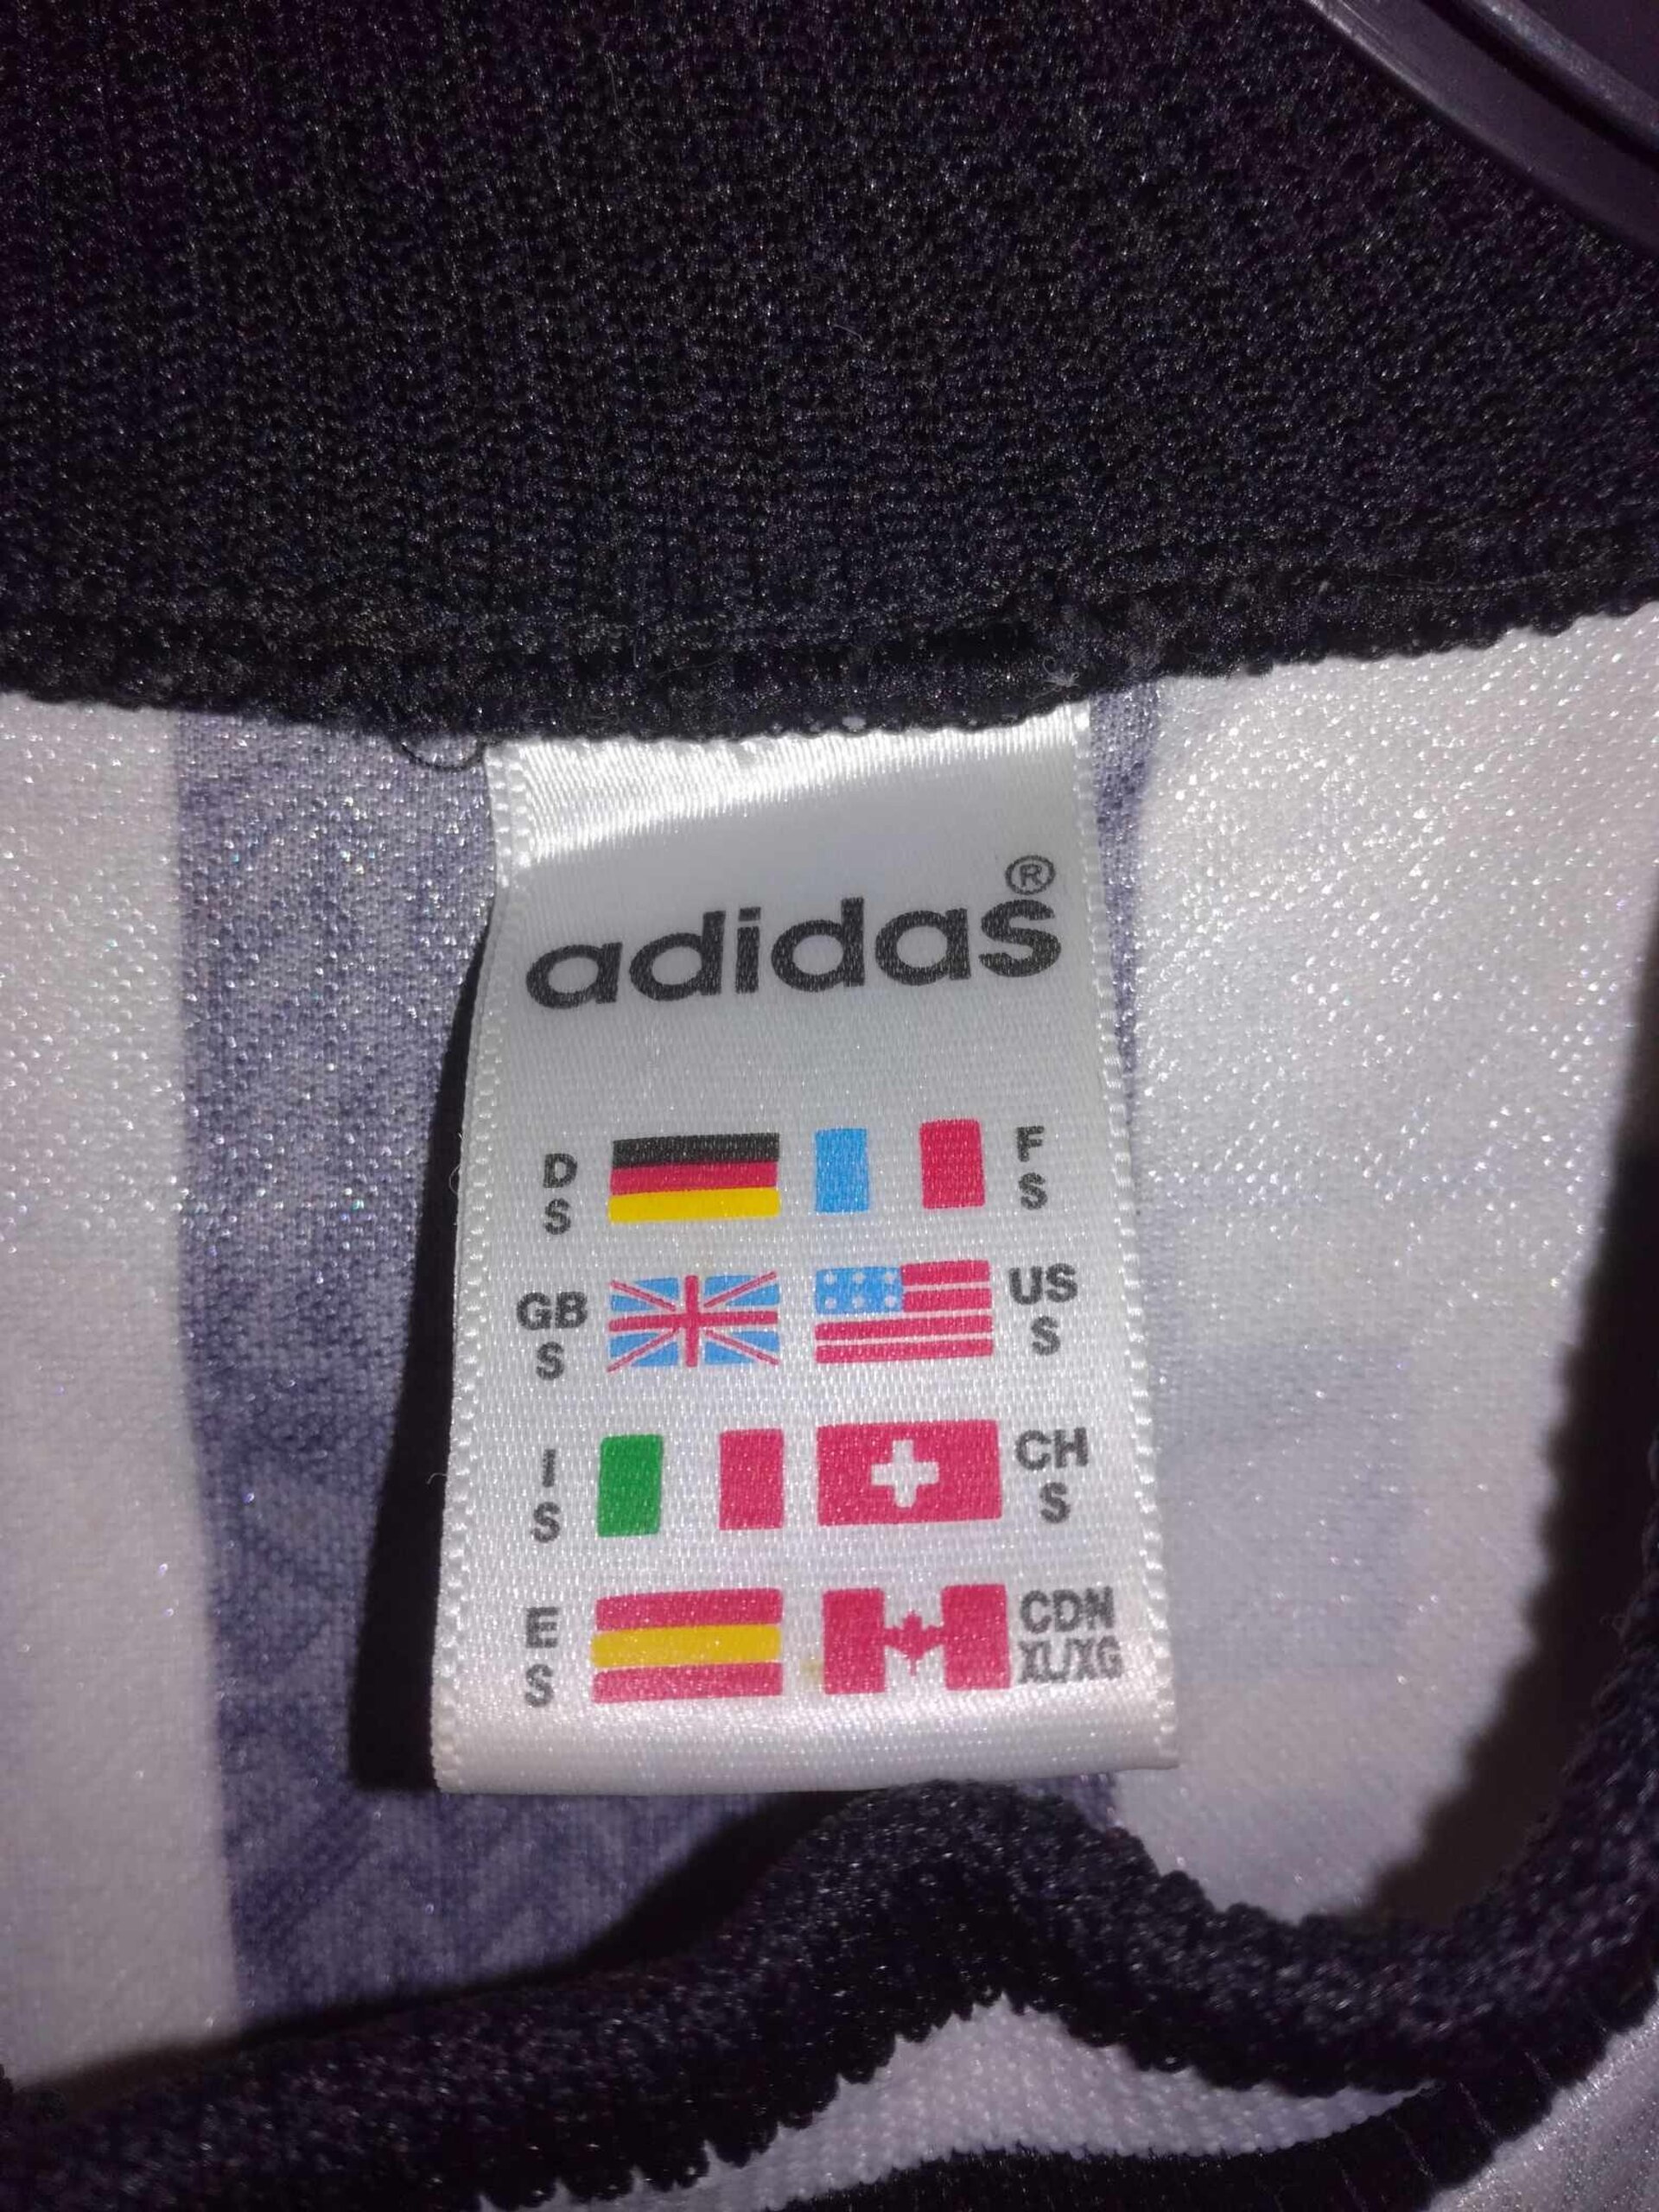 adidas®
D F
S S
GB US
S S
I CH
S S
E CDN
S XL/XG